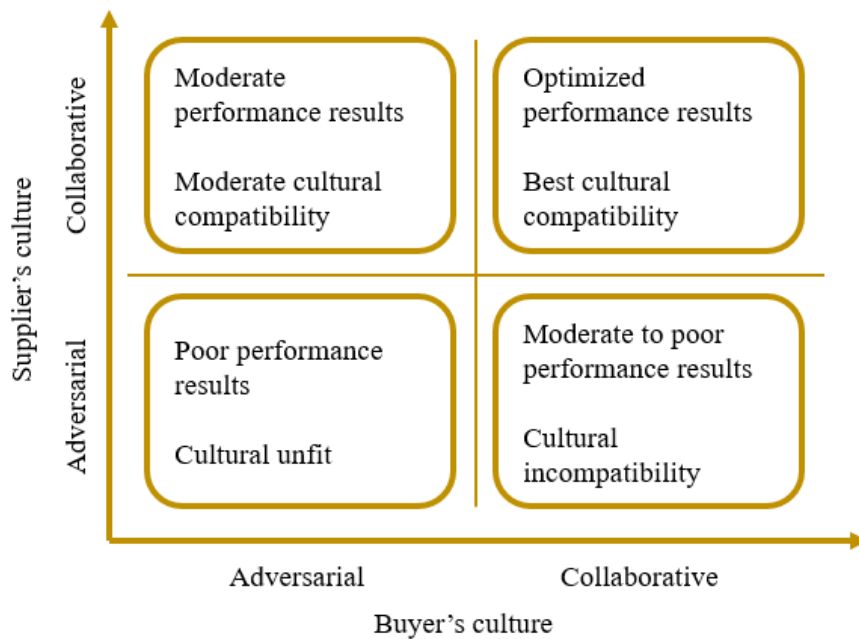 Supplier’s culture
Collaborative
Adversarial
Moderate
performance results
Moderate cultural
compatibility
Optimized
performance results
Best cultural
compatibility
Poor performance
results
Cultural unfit
Moderate to poor
performance results
Cultural
incompatibility
Adversarial
Collaborative
Buyer’s culture